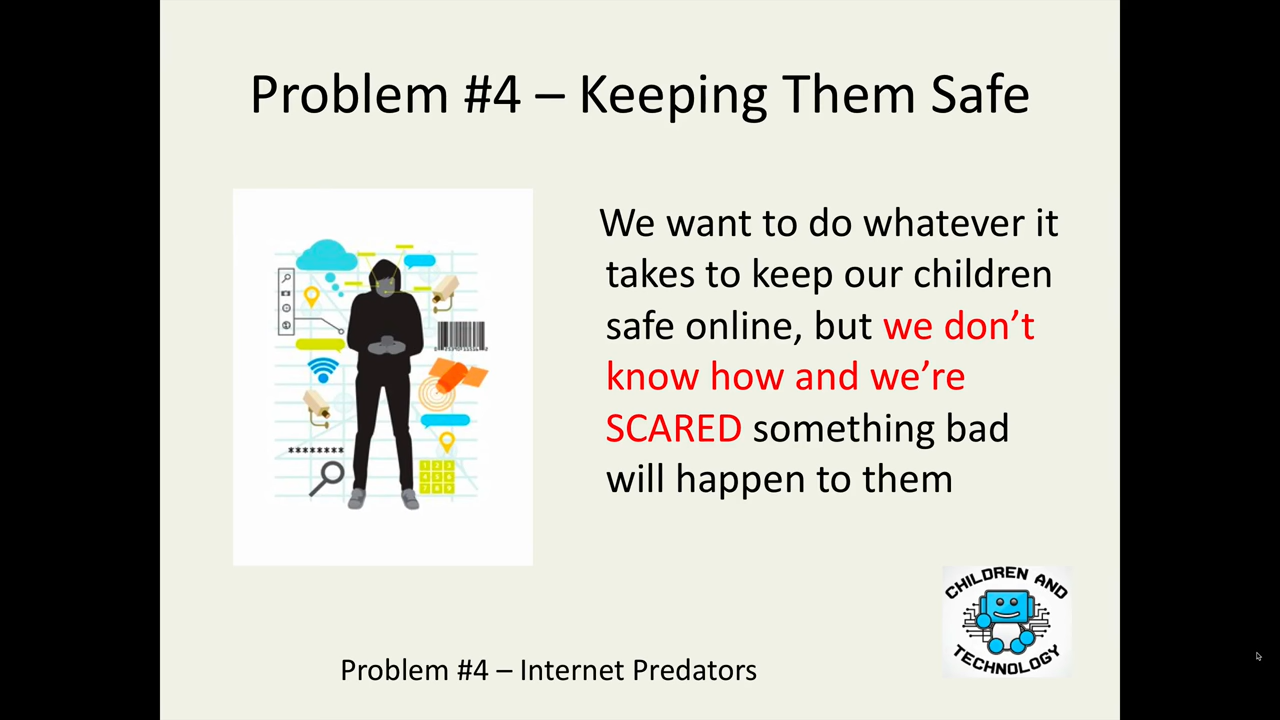 Problem #4 – Keeping Them Safe
We want to do whatever it
takes to keep our children
safe online, but we don’t
know how and we’re
SCARED something bad
will happen to them
********
CHILDREN AND
TECHNOLOGY
Problem #4 – Internet Predators